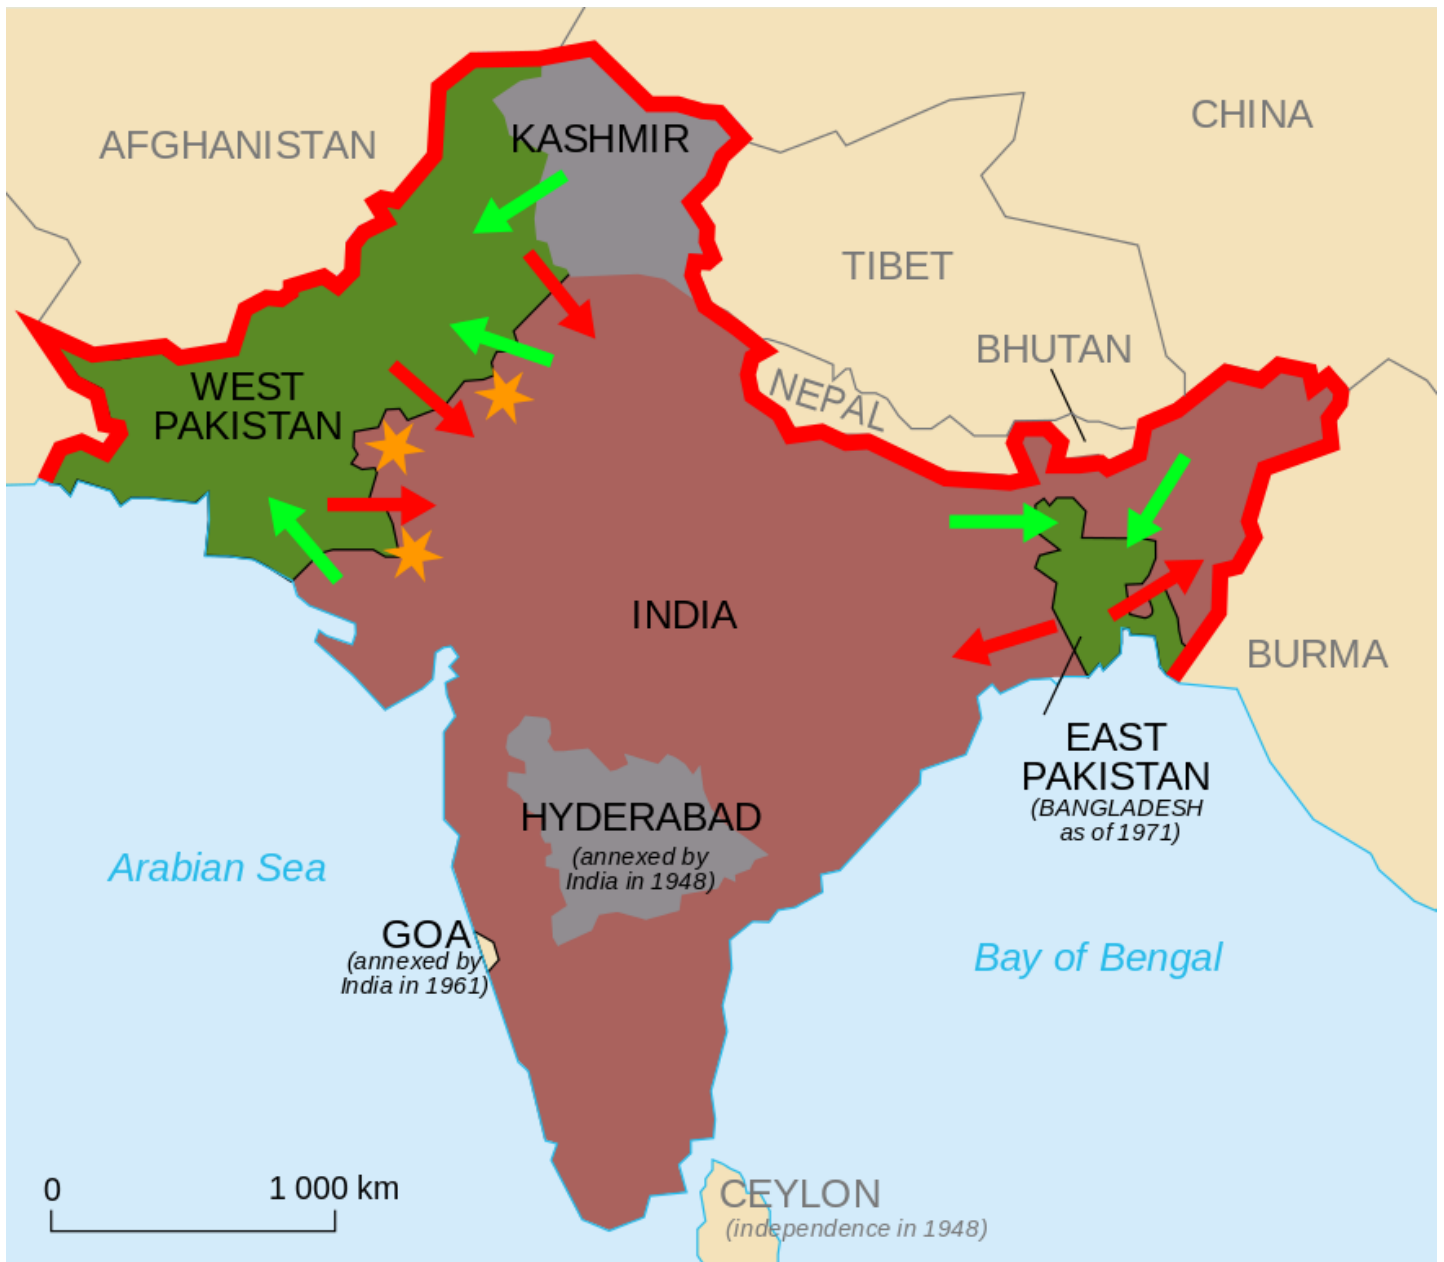 CHINA
AFGHANISTAN
KASHMIR
TIBET
BHUTAN
NEPAL
WEST
PAKISTAN
INDIA
BURMA
EAST
PAKISTAN
(BANGLADESH
as of 1971)
HYDERABAD
(annexed by
India in 1948)
Arabian Sea
GOA
(annexed by
India in 1961)
Bay of Bengal
0 1 000 km
CEYLON
(independence in 1948)